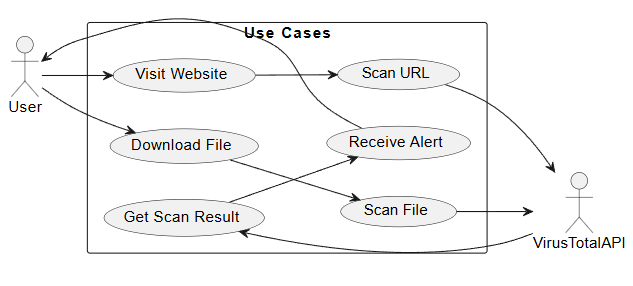 Use Cases
Visit Website
Scan URL
User
Download File
Receive Alert
Get Scan Result
Scan File
VirusTotalAPI